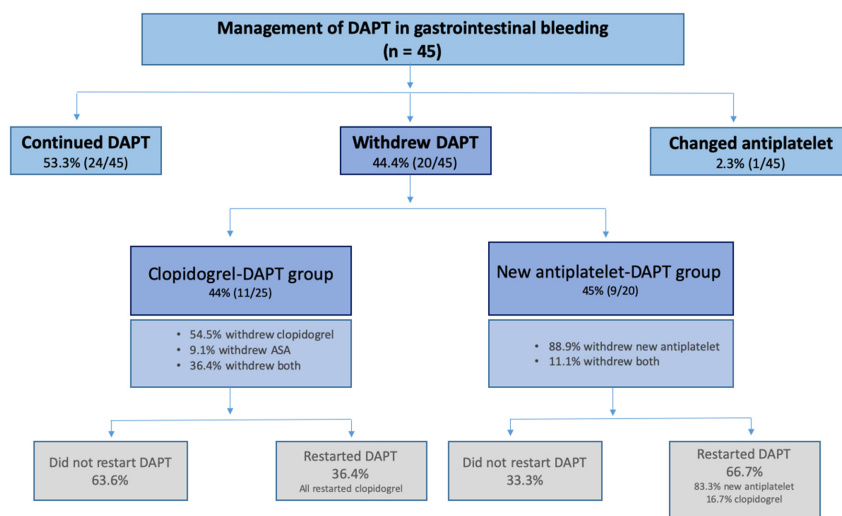 Management of DAPT in gastrointestinal bleeding
(n = 45)
Continued DAPT
53.3% (24/45)
Withdrew DAPT
44.4% (20/45)
Changed antiplatelet
2.3% (1/45)
Clopidogrel-DAPT group
44% (11/25)
New antiplatelet-DAPT group
45% (9/20)
• 54.5% withdrew clopidogrel
• 9.1% withdrew ASA
• 36.4% withdrew both
• 88.9% withdrew new antiplatelet
• 11.1% withdrew both
Did not restart DAPT
63.6%
Restarted DAPT
36.4%
All restarted clopidogrel
Did not restart DAPT
33.3%
Restarted DAPT
66.7%
83.3% new antiplatelet
16.7% clopidogrel